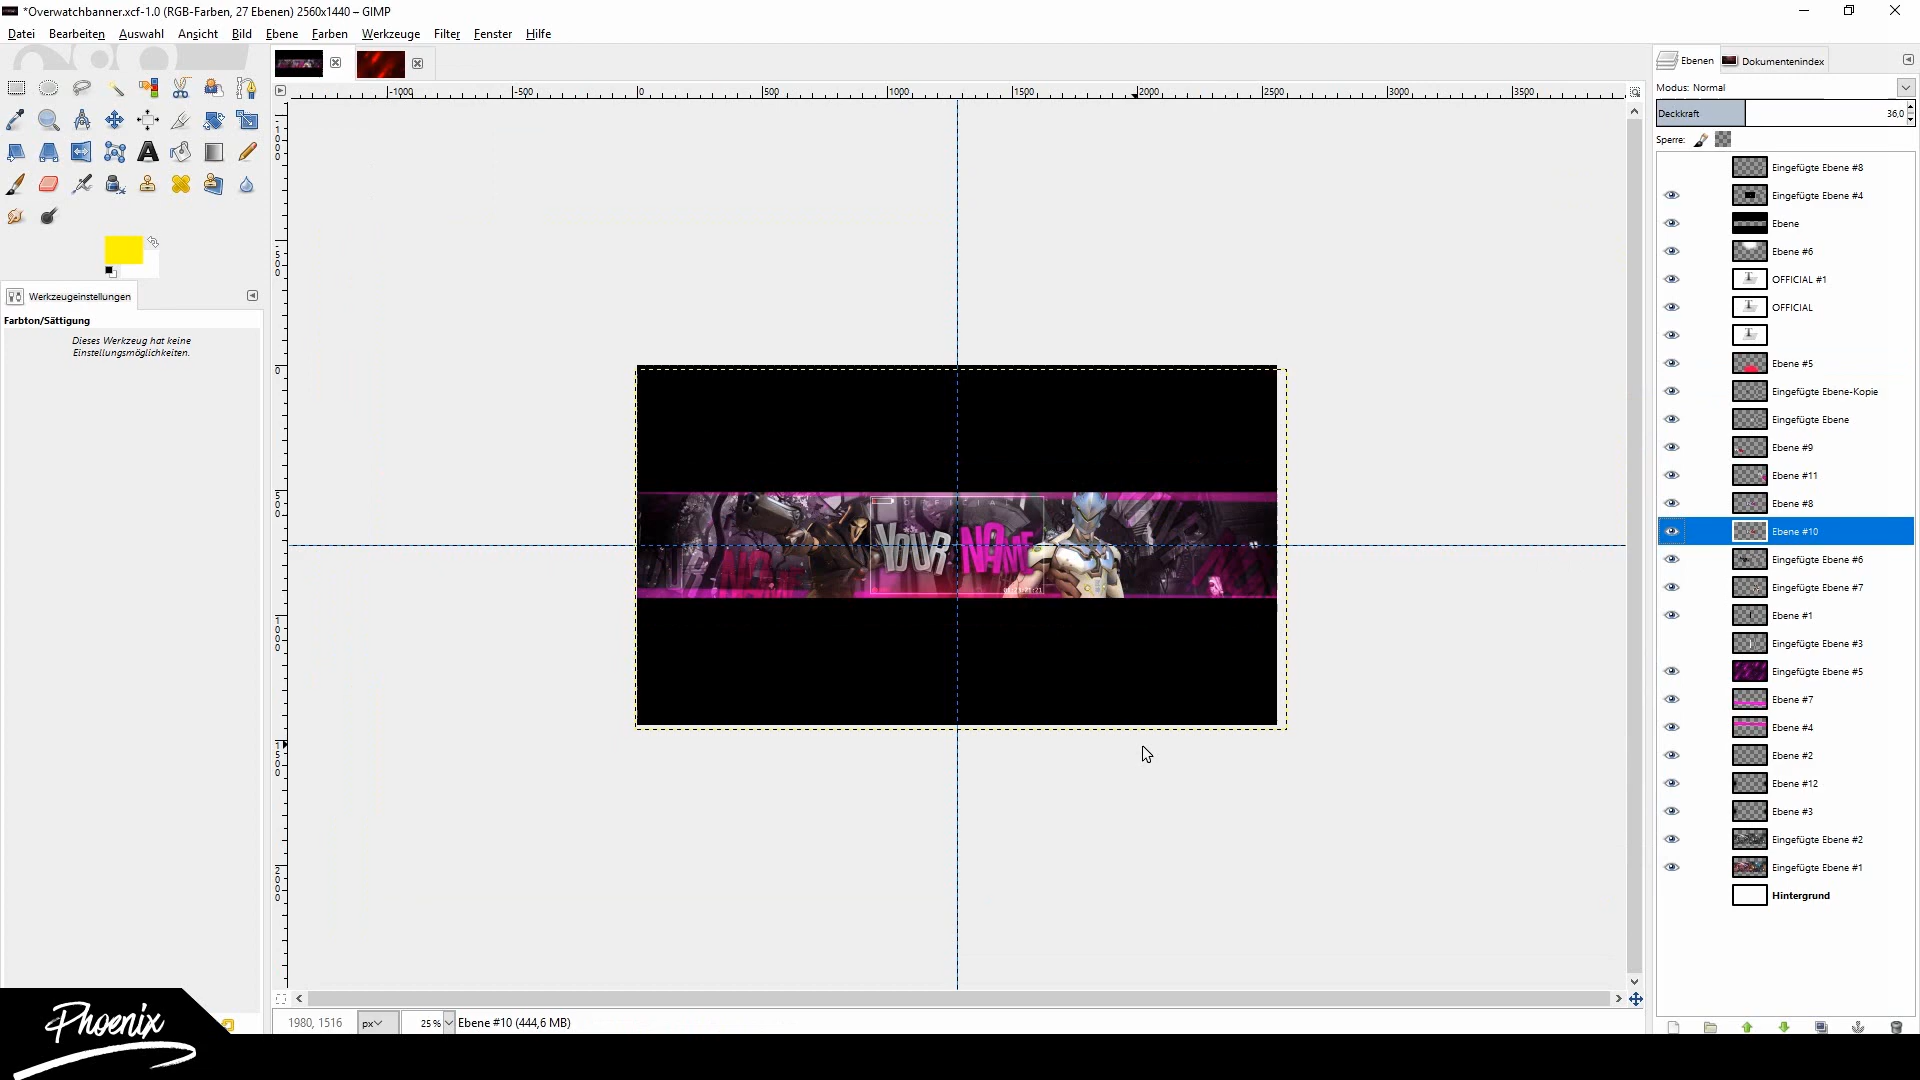 *Overwatchbanner.xcf-1.0 (RGB-Farben, 27 Ebenen) 2560x1440 – GIMP
Datei Bearbeiten Auswahl Ansicht Bild Ebene Farben Werkzeuge Filter Fenster Hilfe
Ebenen Dokumentenindex
Modus: Normal
Deckkraft 36,0
Sperre:
-1000 -500 0 500 1000 1500 2000 2500 3000 3500
Werkzeugeinstellungen
Farbton/Sättigung
Dieses Werkzeug hat keine
Einstellungsmöglichkeiten.
YOUR NAME
Eingefügte Ebene #8
Eingefügte Ebene #4
Ebene
Ebene #6
OFFICIAL #1
OFFICIAL
Ebene #5
Eingefügte Ebene-Kopie
Eingefügte Ebene
Ebene #9
Ebene #11
Ebene #8
Ebene #10
Eingefügte Ebene #6
Eingefügte Ebene #7
Ebene #1
Eingefügte Ebene #3
Eingefügte Ebene #5
Ebene #7
Ebene #4
Ebene #2
Ebene #12
Ebene #3
Eingefügte Ebene #2
Eingefügte Ebene #1
Hintergrund
1980, 1516 px 25 % Ebene #10 (444,6 MB)
Phoenix